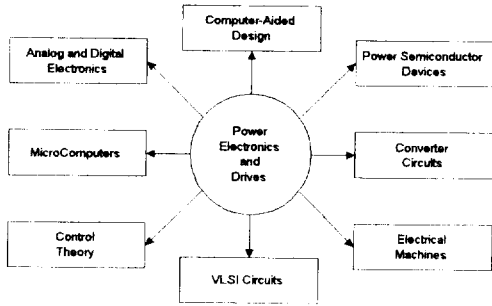 Computer-Aided
Design
Analog and Digital
Electronics
Power Semiconductor
Devices
Power
Electronics
and
Drives
MicroComputers
Converter
Circuits
Control
Theory
Electrical
Machines
VLSI Circuits